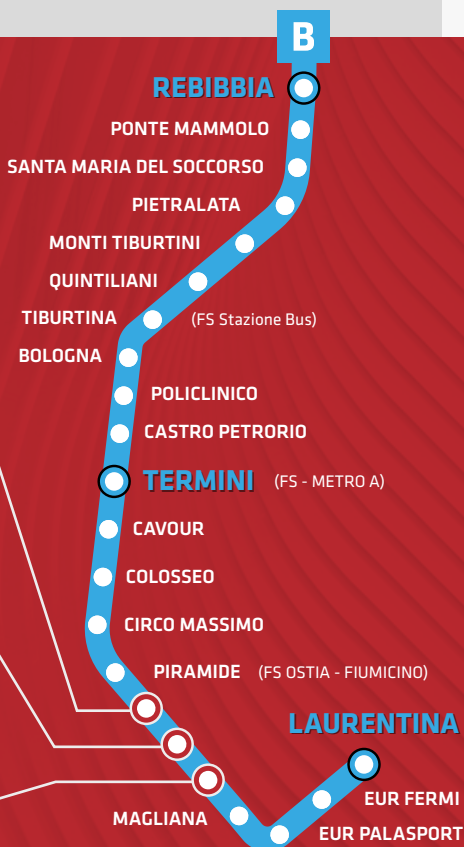 B
REBIBBIA
PONTE MAMMOLO
SANTA MARIA DEL SOCCORSO
PIETRALATA
MONTI TIBURTINI
QUINTILIANI
TIBURTINA (FS Stazione Bus)
BOLOGNA
POLICLINICO
CASTRO PETRORIO
TERMINI (FS - METRO A)
CAVOUR
COLOSSEO
CIRCO MASSIMO
PIRAMIDE (FS OSTIA - FIUMICINO)
LAURENTINA
EUR FERMI
MAGLIANA
EUR PALASPORT